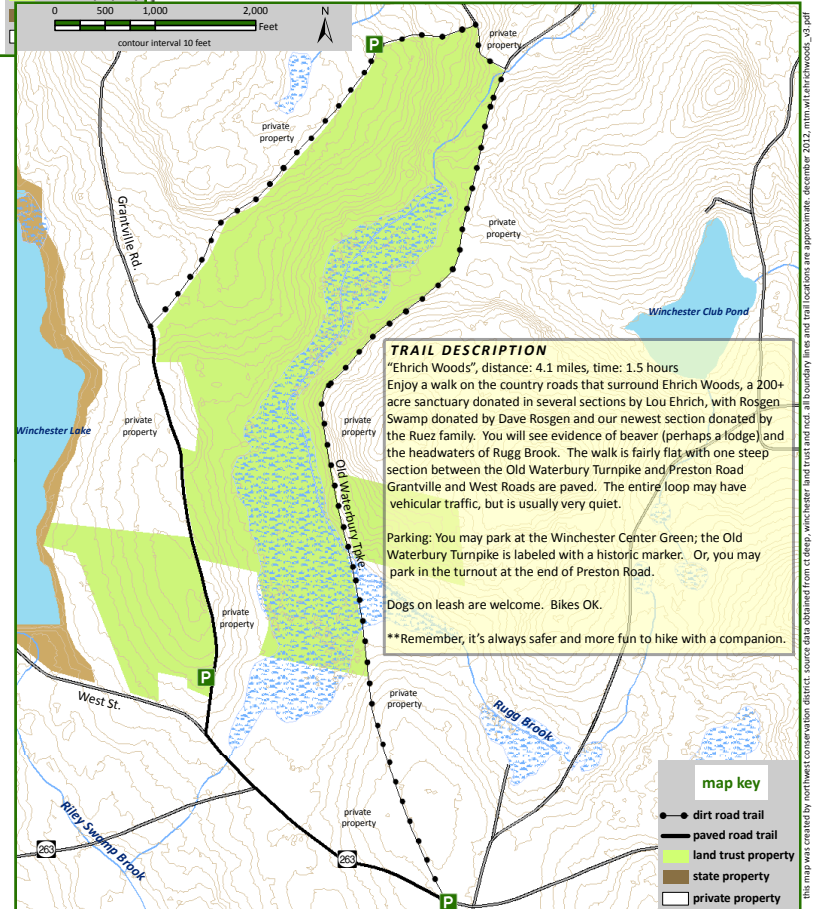 0 500 1,000 2,000
Feet
N
contour interval 10 feet
P
private
property
private
property
Grantville Rd.
private
property
Winchester Club Pond
TRAIL DESCRIPTION
“Ehrich Woods”, distance: 4.1 miles, time: 1.5 hours
Enjoy a walk on the country roads that surround Ehrich Woods, a 200+
acre sanctuary donated in several sections by Lou Ehrich, with Rosgen
Swamp donated by Dave Rosgen and our newest section donated by
the Ruez family. You will see evidence of beaver (perhaps a lodge) and
the headwaters of Rugg Brook. The walk is fairly flat with one steep
section between the Old Waterbury Turnpike and Preston Road
Grantville and West Roads are paved. The entire loop may have
vehicular traffic, but is usually very quiet.
Parking: You may park at the Winchester Center Green; the Old
Waterbury Turnpike is labeled with a historic marker. Or, you may
park in the turnout at the end of Preston Road.
Dogs on leash are welcome. Bikes OK.
**Remember, it’s always safer and more fun to hike with a companion.
Winchester Lake
private
property
private
property
Old Waterbury Tpke.
private
property
P
West St.
private
property
Rugg Brook
private
property
Riley Swamp Brook
263
263
P
map key
dirt road trail
paved road trail
land trust property
state property
private property
this map was created by northwest conservation district. source data obtained from ct deep, winchester land trust and ncd. all boundary lines and trail locations are approximate. december 2012, mtm.wlt.ehrichwoods_v3.pdf